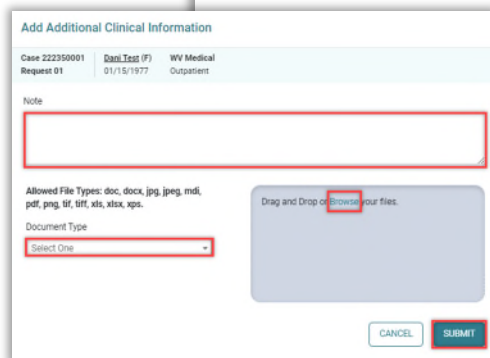 Add Additional Clinical Information
Case 222350001 Dani Test (F) WV Medical
Request 01 01/15/1977 Outpatient
Note
Allowed File Types: doc, docx, jpg, jpeg, mdi,
pdf, png, tif, tiff, xls, xlsx, xps.
Document Type
Select One
Drag and Drop or Browse your files.
CANCEL SUBMIT